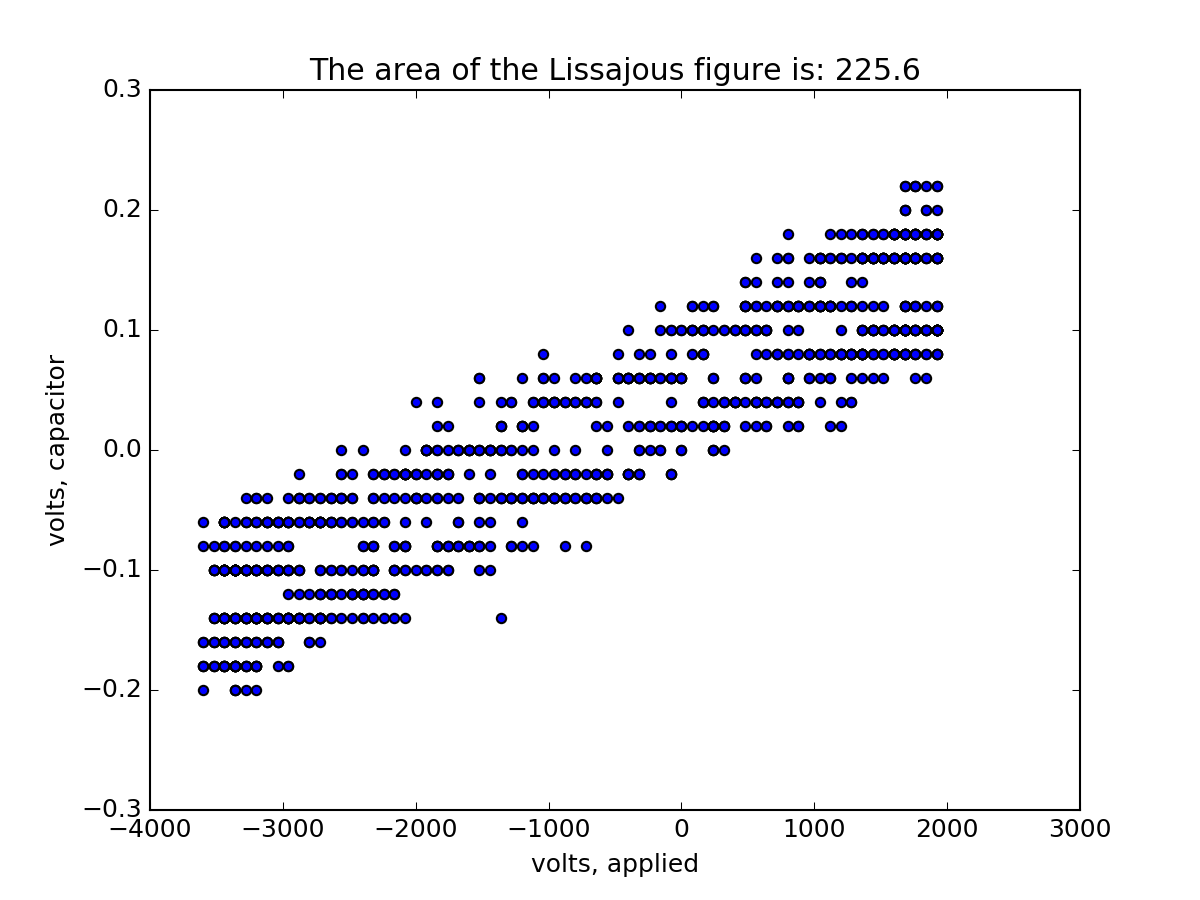 The area of the Lissajous figure is: 225.6
0.3
0.2
0.1
0.0
−0.1
−0.2
−0.3
volts, capacitor
−4000 −3000 −2000 −1000 0 1000 2000 3000
volts, applied